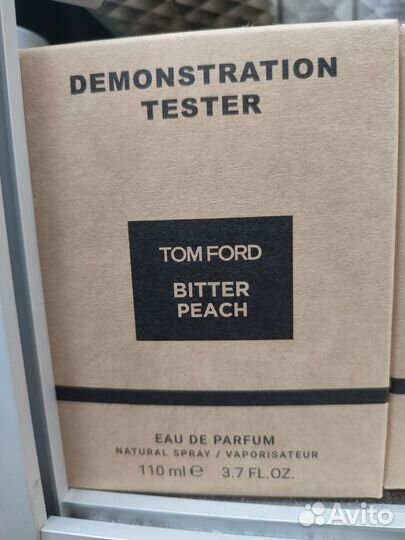 DEMONSTRATION
TESTER
TOM FORD
BITTER
PEACH
EAU DE PARFUM
NATURAL SPRAY / VAPORISATEUR
110 ml ℮ 3.7 FL.OZ.
Avito